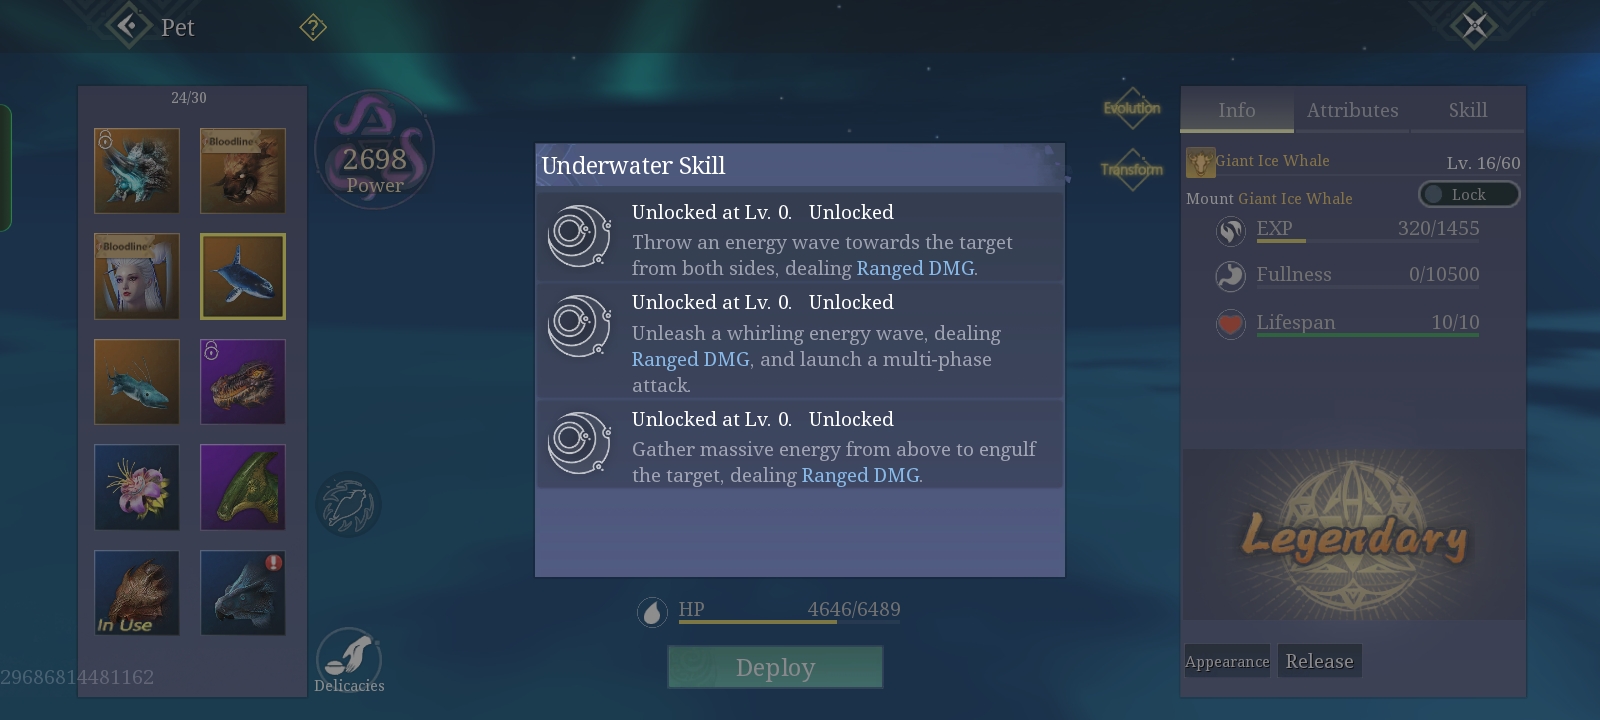 Pet
?
24/30
Bloodline
Bloodline
In Use
29686814481162
2698
Power
Delicacies
Underwater Skill
Unlocked at Lv. 0. Unlocked
Throw an energy wave towards the target
from both sides, dealing Ranged DMG.
Unlocked at Lv. 0. Unlocked
Unleash a whirling energy wave, dealing
Ranged DMG, and launch a multi-phase
attack.
Unlocked at Lv. 0. Unlocked
Gather massive energy from above to engulf
the target, dealing Ranged DMG.
HP 4646/6489
Deploy
Evolution
Transform
Info Attributes Skill
Giant Ice Whale Lv. 16/60
Mount Giant Ice Whale Lock
EXP 320/1455
Fullness 0/10500
Lifespan 10/10
Legendary
Appearance Release